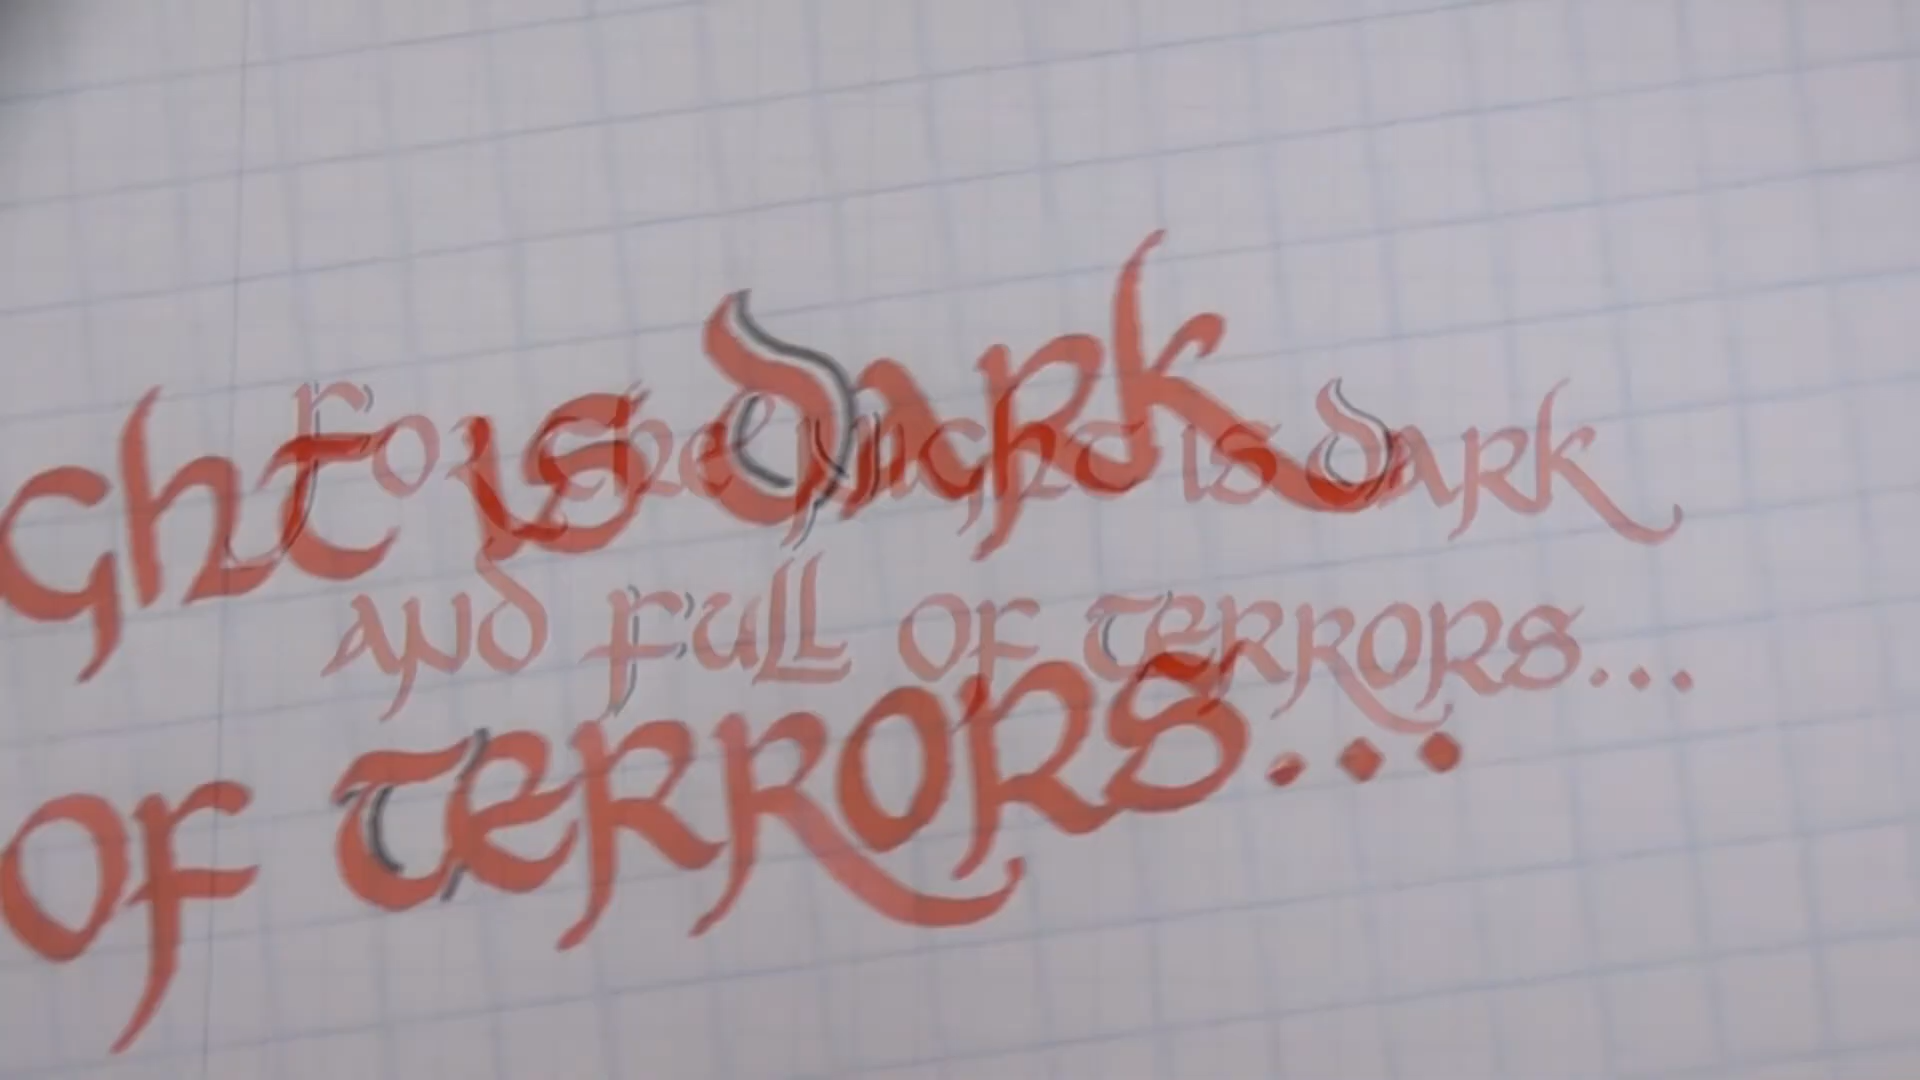 For the night is dark
ght is dark
and full of terrors...
of terrors...